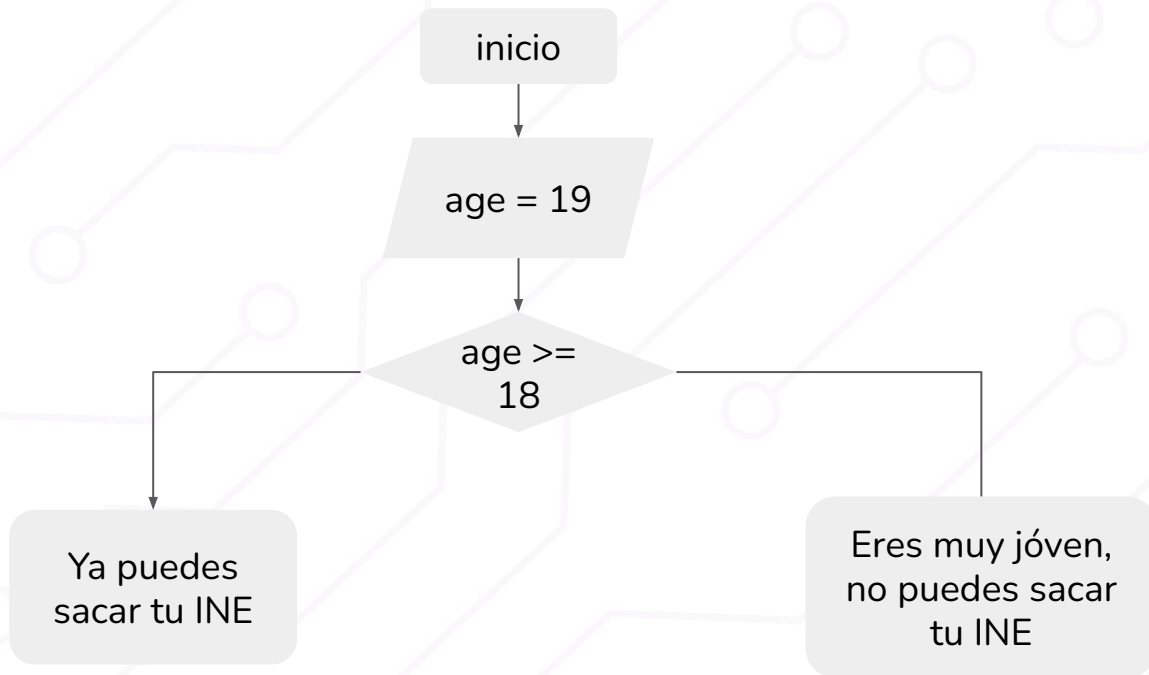 inicio
age = 19
age >=
18
Ya puedes
sacar tu INE
Eres muy jóven,
no puedes sacar
tu INE